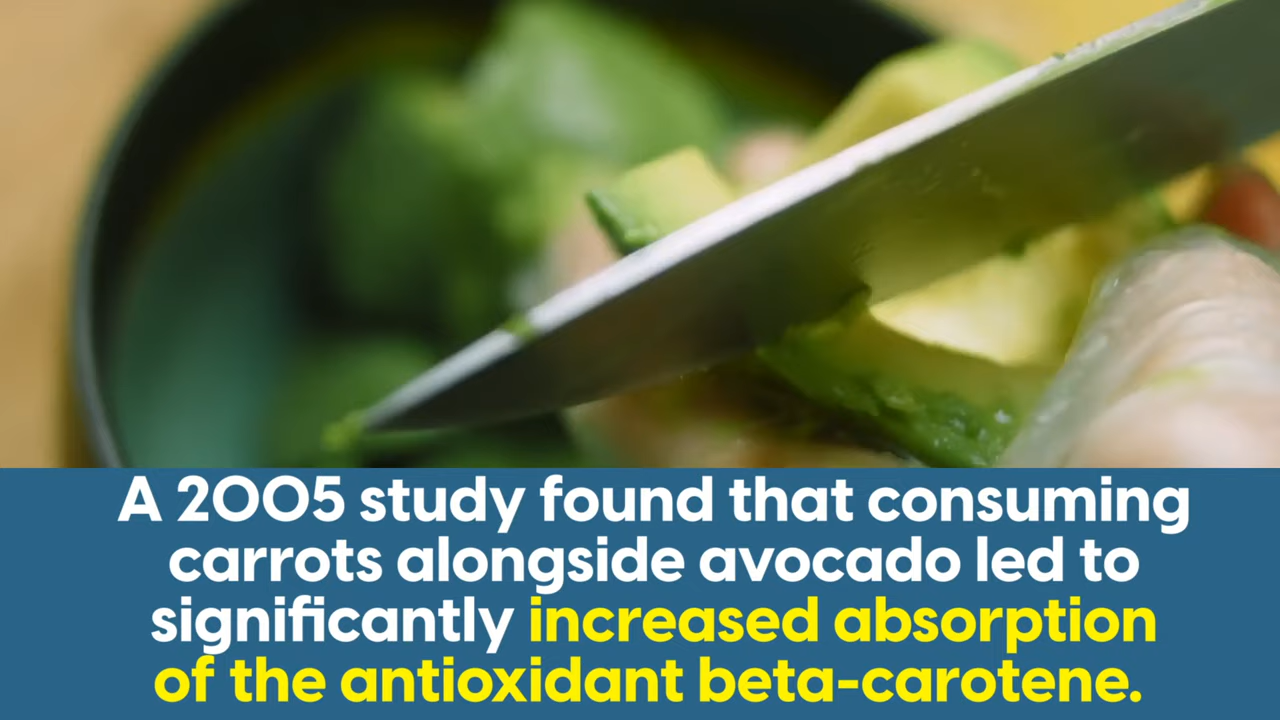 A 2005 study found that consuming
carrots alongside avocado led to
significantly increased absorption
of the antioxidant beta-carotene.